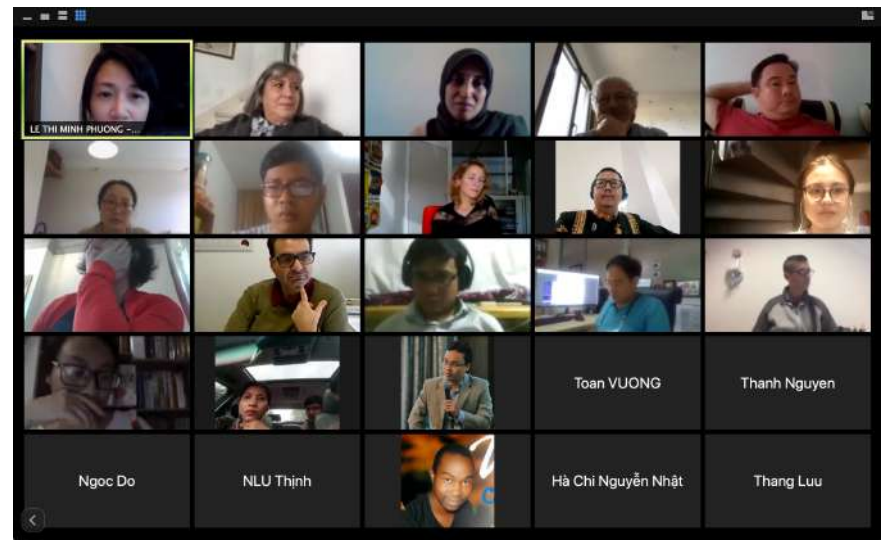 LE THI MINH PHUONG -...
Toan VUONG
Thanh Nguyen
Ngoc Do
NLU Thịnh
Hà Chi Nguyễn Nhật
Thang Luu